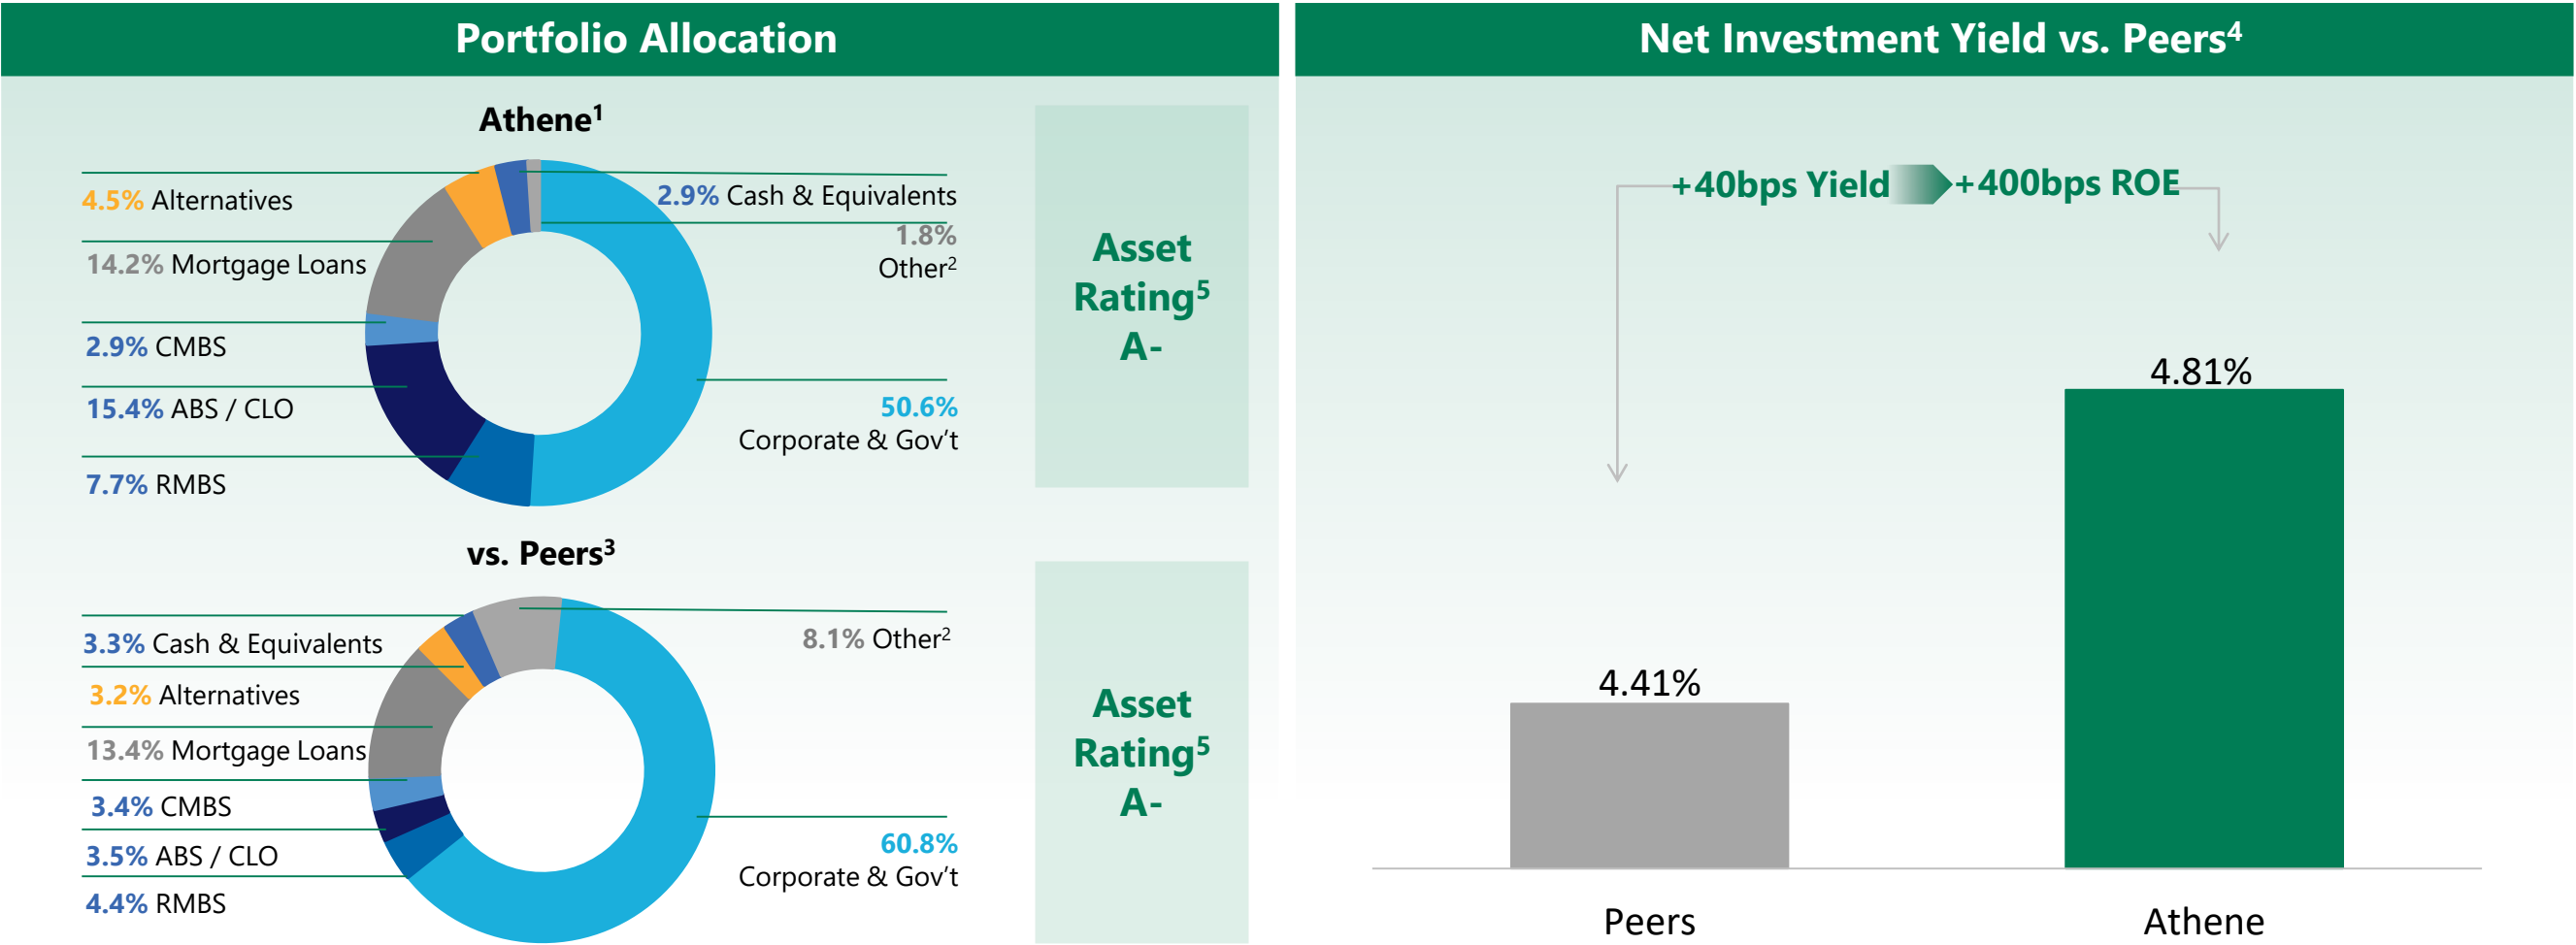 Portfolio Allocation
Athene¹
4.5% Alternatives
14.2% Mortgage Loans
2.9% CMBS
15.4% ABS / CLO
7.7% RMBS
2.9% Cash & Equivalents
1.8%
Other²
50.6%
Corporate & Gov’t
Asset
Rating⁵
A-
vs. Peers³
3.3% Cash & Equivalents
3.2% Alternatives
13.4% Mortgage Loans
3.4% CMBS
3.5% ABS / CLO
4.4% RMBS
8.1% Other²
60.8%
Corporate & Gov’t
Asset
Rating⁵
A-
Net Investment Yield vs. Peers⁴
+40bps Yield +400bps ROE
4.41%
4.81%
Peers
Athene